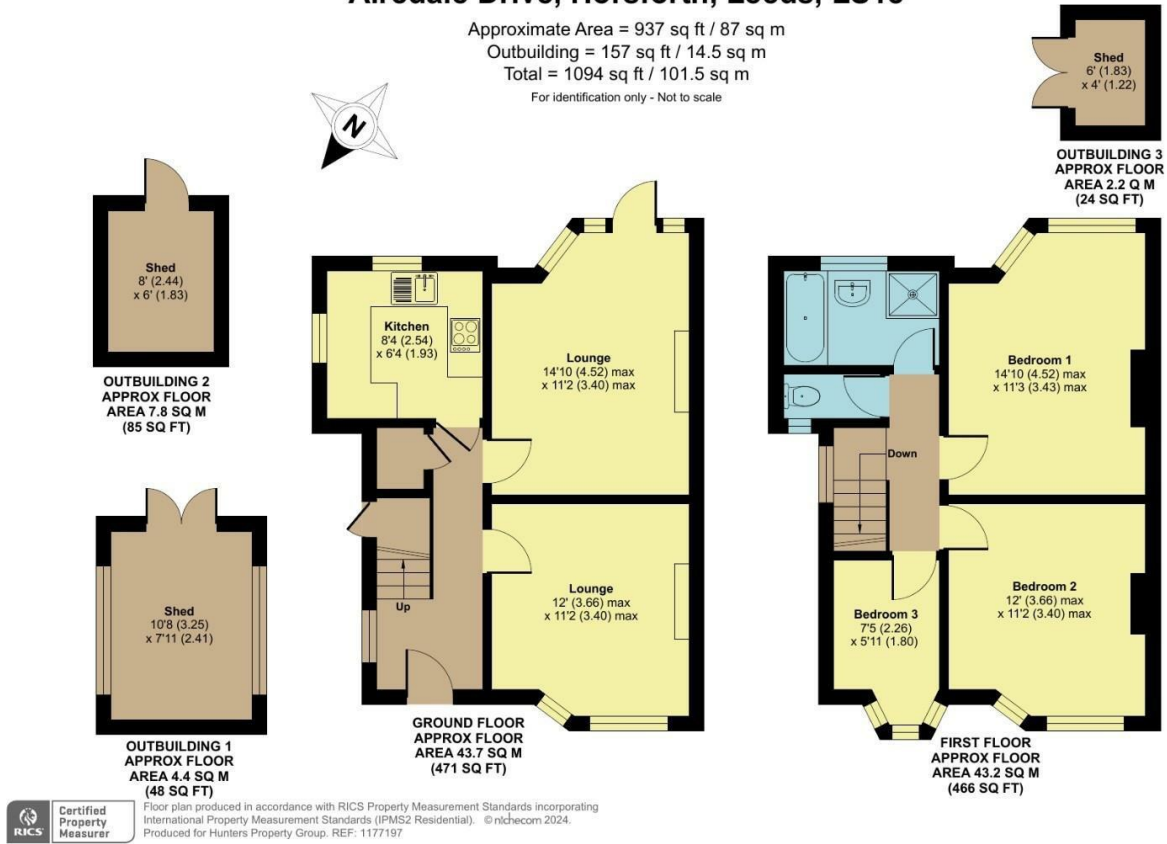 Airedale Drive, Horsforth, Leeds, LS18
Approximate Area = 937 sq ft / 87 sq m
Outbuilding = 157 sq ft / 14.5 sq m
Total = 1094 sq ft / 101.5 sq m
For identification only - Not to scale
N
Shed
6' (1.83)
x 4' (1.22)
OUTBUILDING 3
APPROX FLOOR
AREA 2.2 Q M
(24 SQ FT)
Shed
8' (2.44)
x 6' (1.83)
OUTBUILDING 2
APPROX FLOOR
AREA 7.8 SQ M
(85 SQ FT)
Shed
10'8 (3.25)
x 7'11 (2.41)
OUTBUILDING 1
APPROX FLOOR
AREA 4.4 SQ M
(48 SQ FT)
Kitchen
8'4 (2.54)
x 6'4 (1.93)
Lounge
14'10 (4.52) max
x 11'2 (3.40) max
Lounge
12' (3.66) max
x 11'2 (3.40) max
Up
GROUND FLOOR
APPROX FLOOR
AREA 43.7 SQ M
(471 SQ FT)
Bedroom 1
14'10 (4.52) max
x 11'3 (3.43) max
Down
Bedroom 2
12' (3.66) max
x 11'2 (3.40) max
Bedroom 3
7'5 (2.26)
x 5'11 (1.80)
FIRST FLOOR
APPROX FLOOR
AREA 43.2 SQ M
(466 SQ FT)
RICS
Certified
Property
Measurer
Floor plan produced in accordance with RICS Property Measurement Standards incorporating
International Property Measurement Standards (IPMS2 Residential). © nichecom 2024.
Produced for Hunters Property Group. REF: 1177197